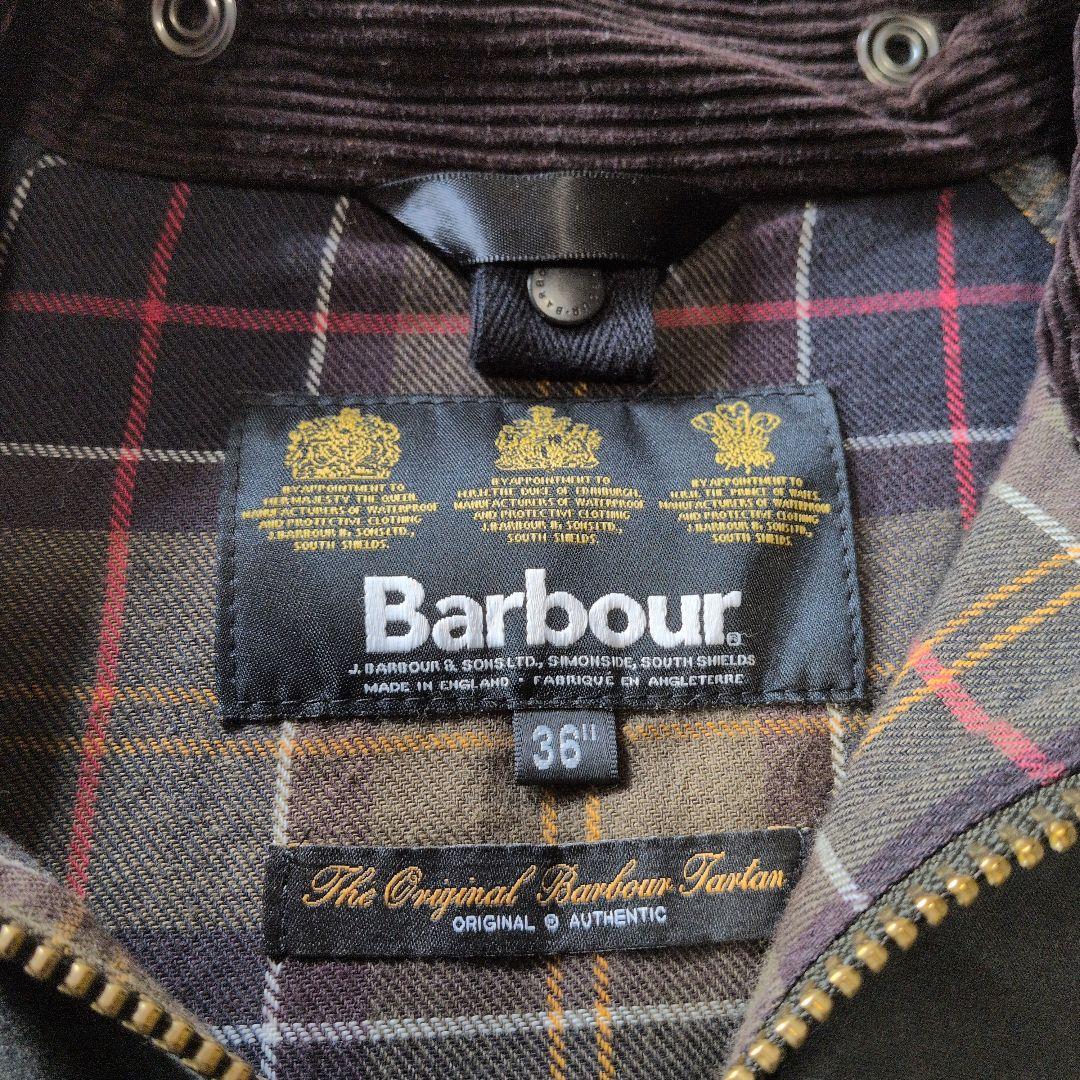 BARBOUR
BY APPOINTMENT TO
HER MAJESTY THE QUEEN
MANUFACTURERS OF WATERPROOF
AND PROTECTIVE CLOTHING
J. BARBOUR & SONS LTD.
SOUTH SHIELDS.
BY APPOINTMENT TO
H.R.H. THE DUKE OF EDINBURGH
MANUFACTURERS OF WATERPROOF
AND PROTECTIVE CLOTHING
J. BARBOUR & SONS LTD.
SOUTH SHIELDS.
BY APPOINTMENT TO
H.R.H. THE PRINCE OF WALES
MANUFACTURERS OF WATERPROOF
AND PROTECTIVE CLOTHING
J. BARBOUR & SONS LTD.
SOUTH SHIELDS.
Barbour®
J. BARBOUR & SONS LTD., SIMONSIDE, SOUTH SHIELDS
MADE IN ENGLAND · FABRIQUE EN ANGLETERRE
36"
The Original Barbour Tartan
ORIGINAL ® AUTHENTIC